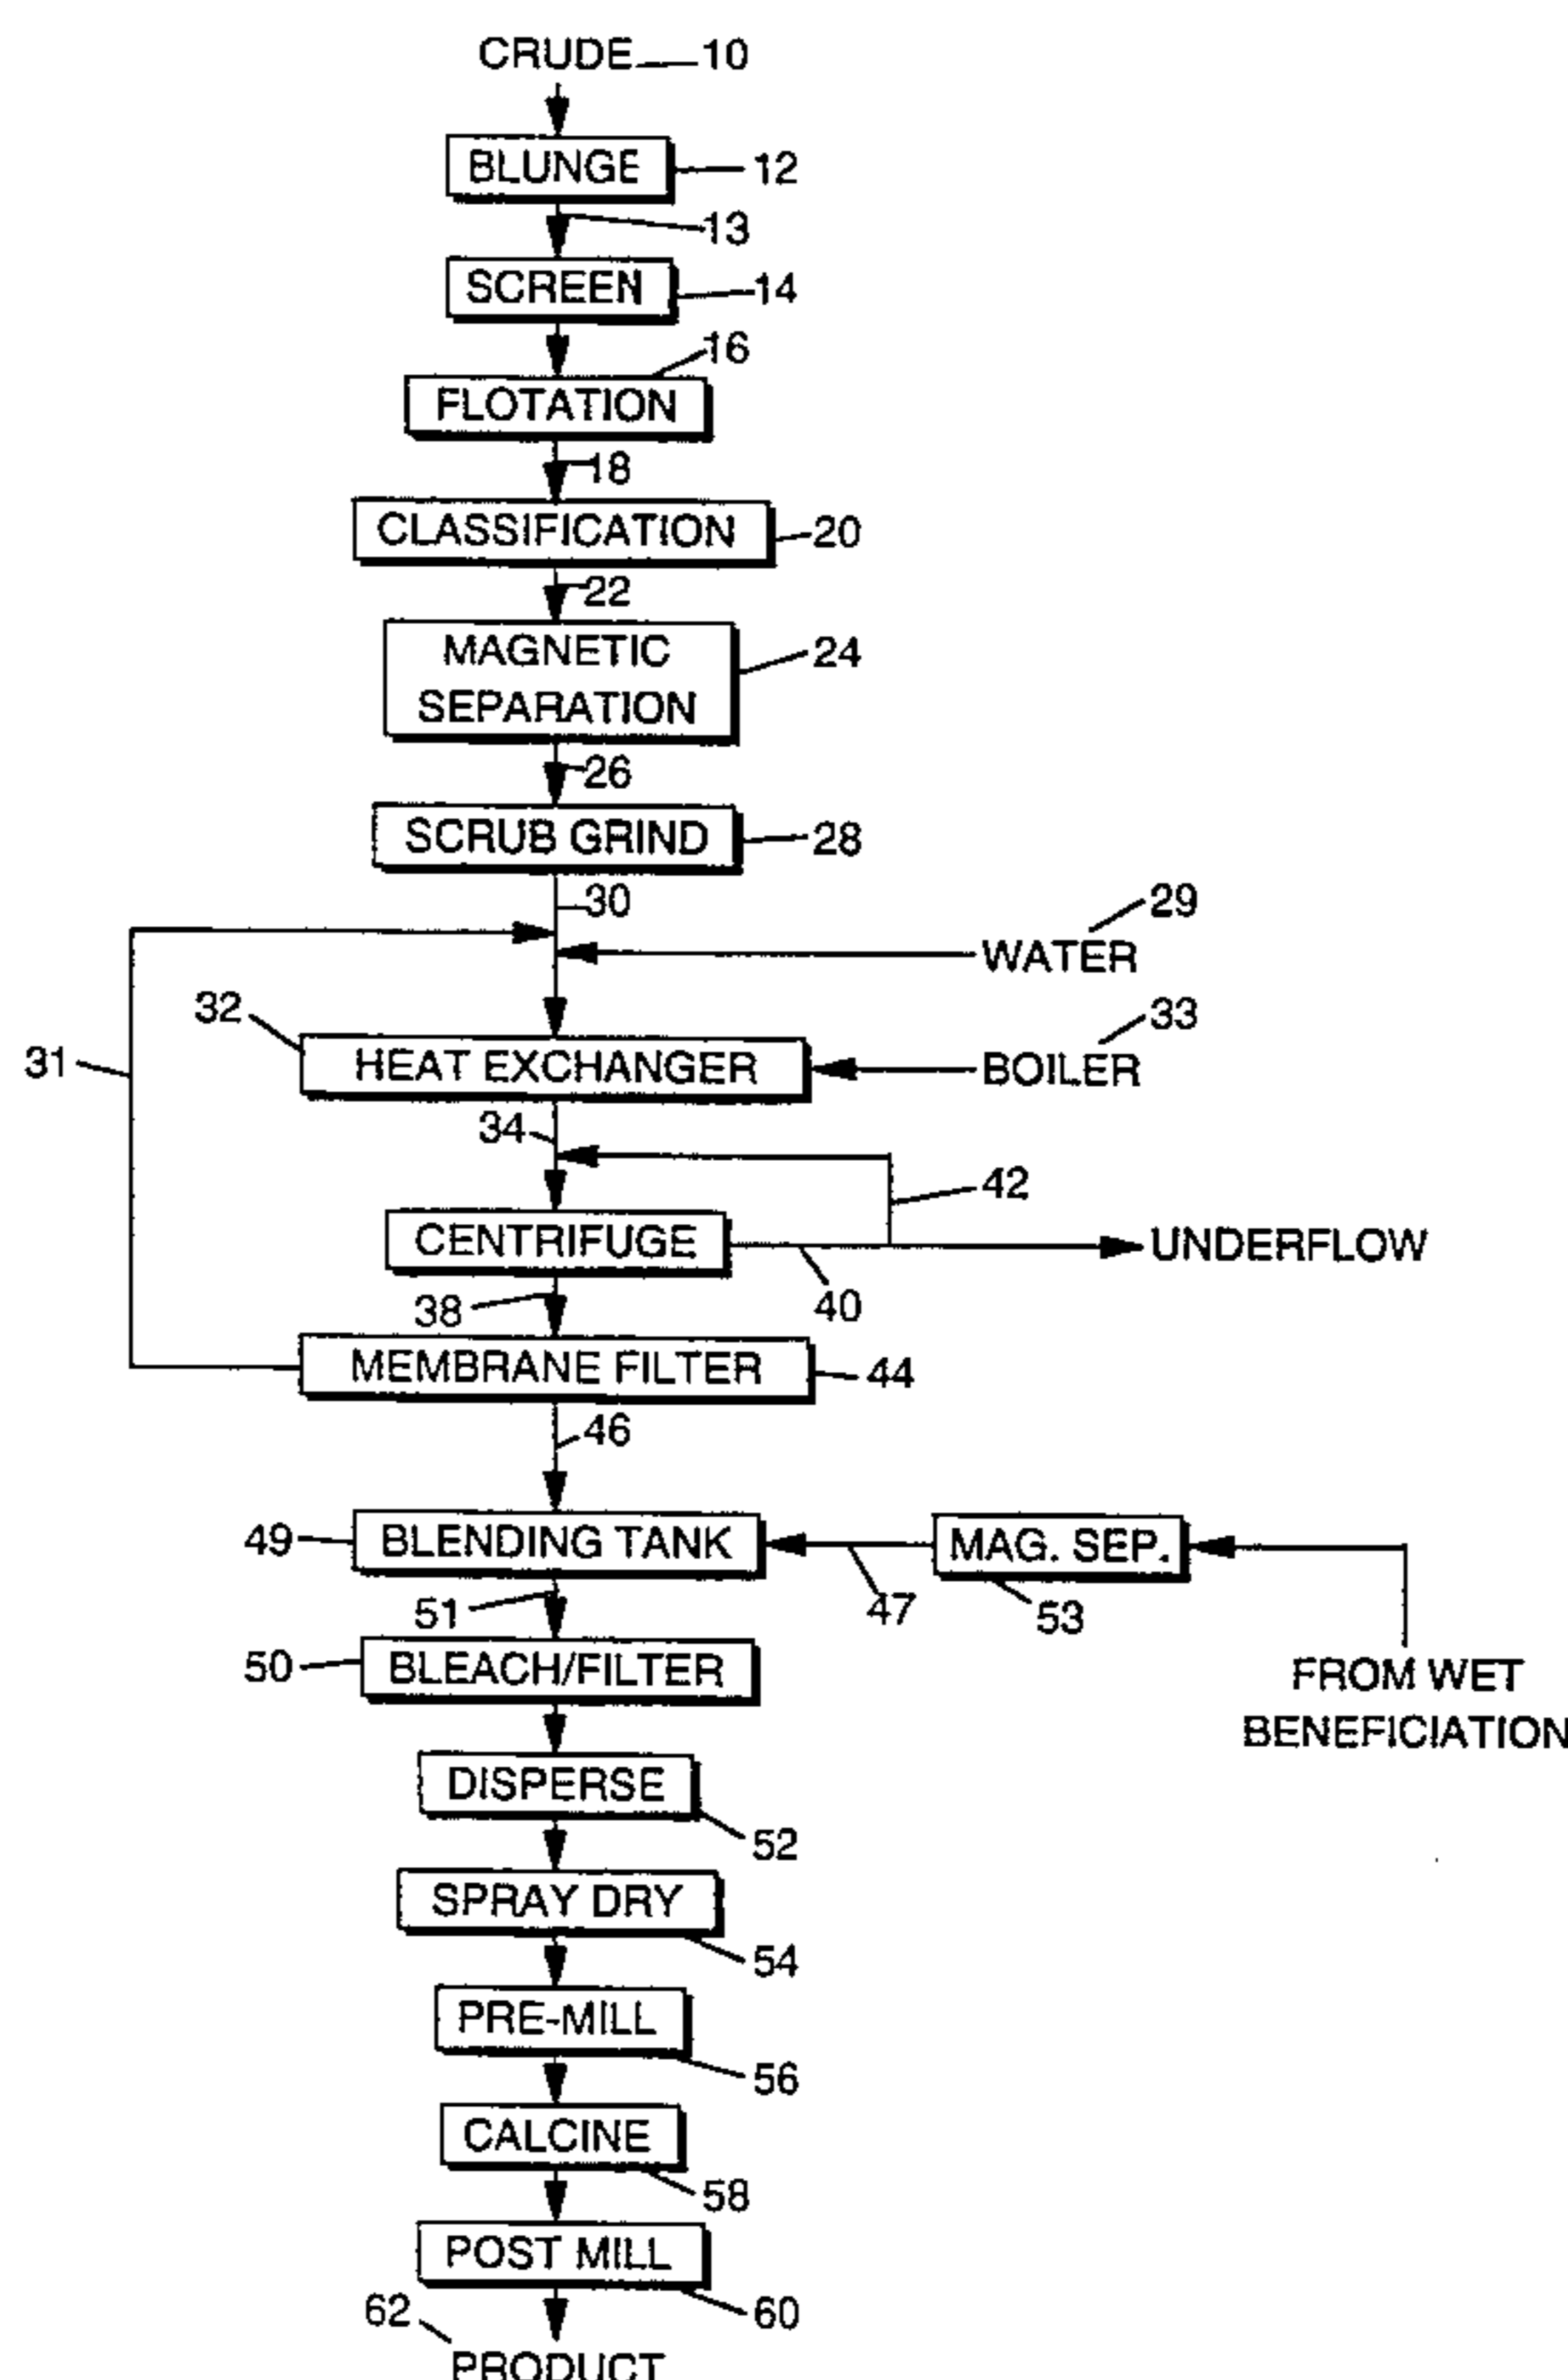 CRUDE 10
BLUNGE 12
13
SCREEN 14
16
FLOTATION
18
CLASSIFICATION 20
22
MAGNETIC
SEPARATION
24
26
SCRUB GRIND 28
30
29
WATER
32
33
31
HEAT EXCHANGER
BOILER
34
42
CENTRIFUGE
UNDERFLOW
38
40
MEMBRANE FILTER 44
46
49 BLENDING TANK
MAG. SEP.
51
47
53
50 BLEACH/FILTER
FROM WET
BENEFICIATION
DISPERSE
52
SPRAY DRY
54
PRE-MILL
56
CALCINE
58
POST MILL
60
62
PRODUCT